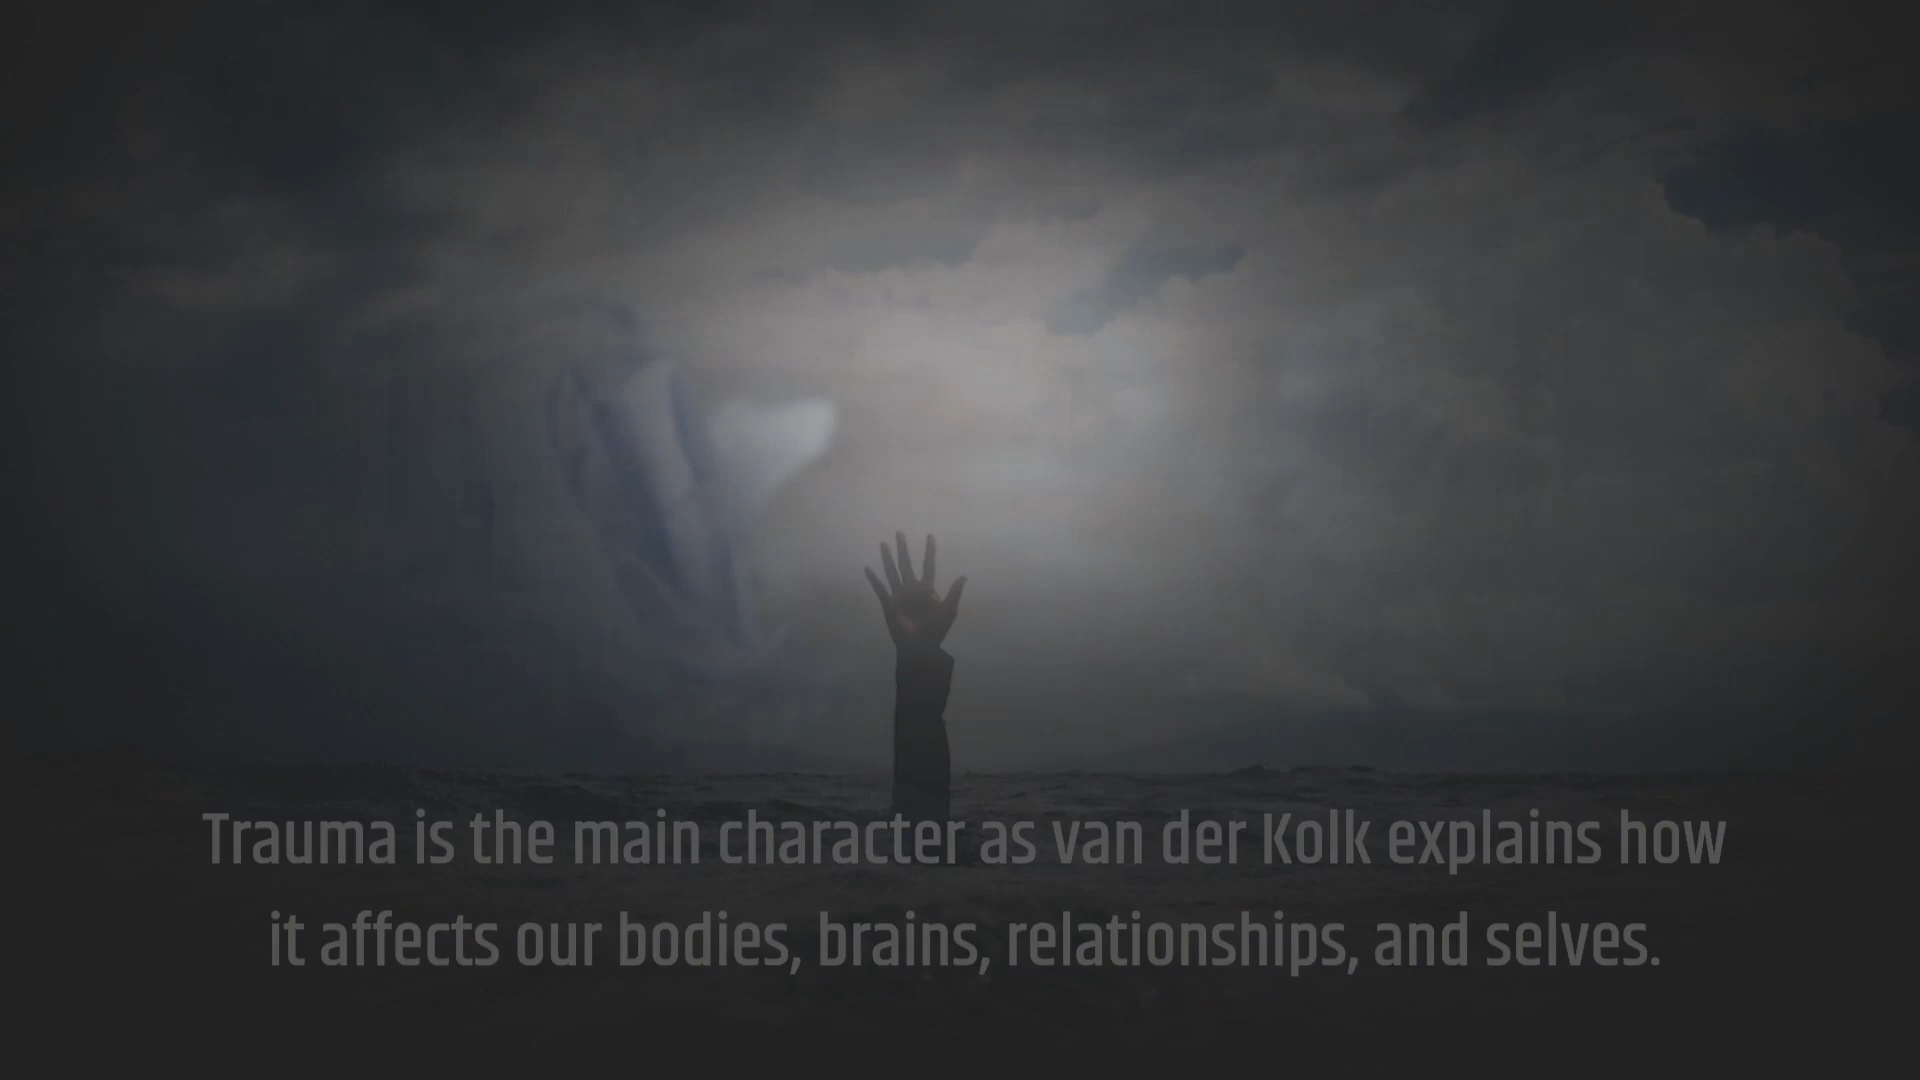 Trauma is the main character as van der Kolk explains how
it affects our bodies, brains, relationships, and selves.